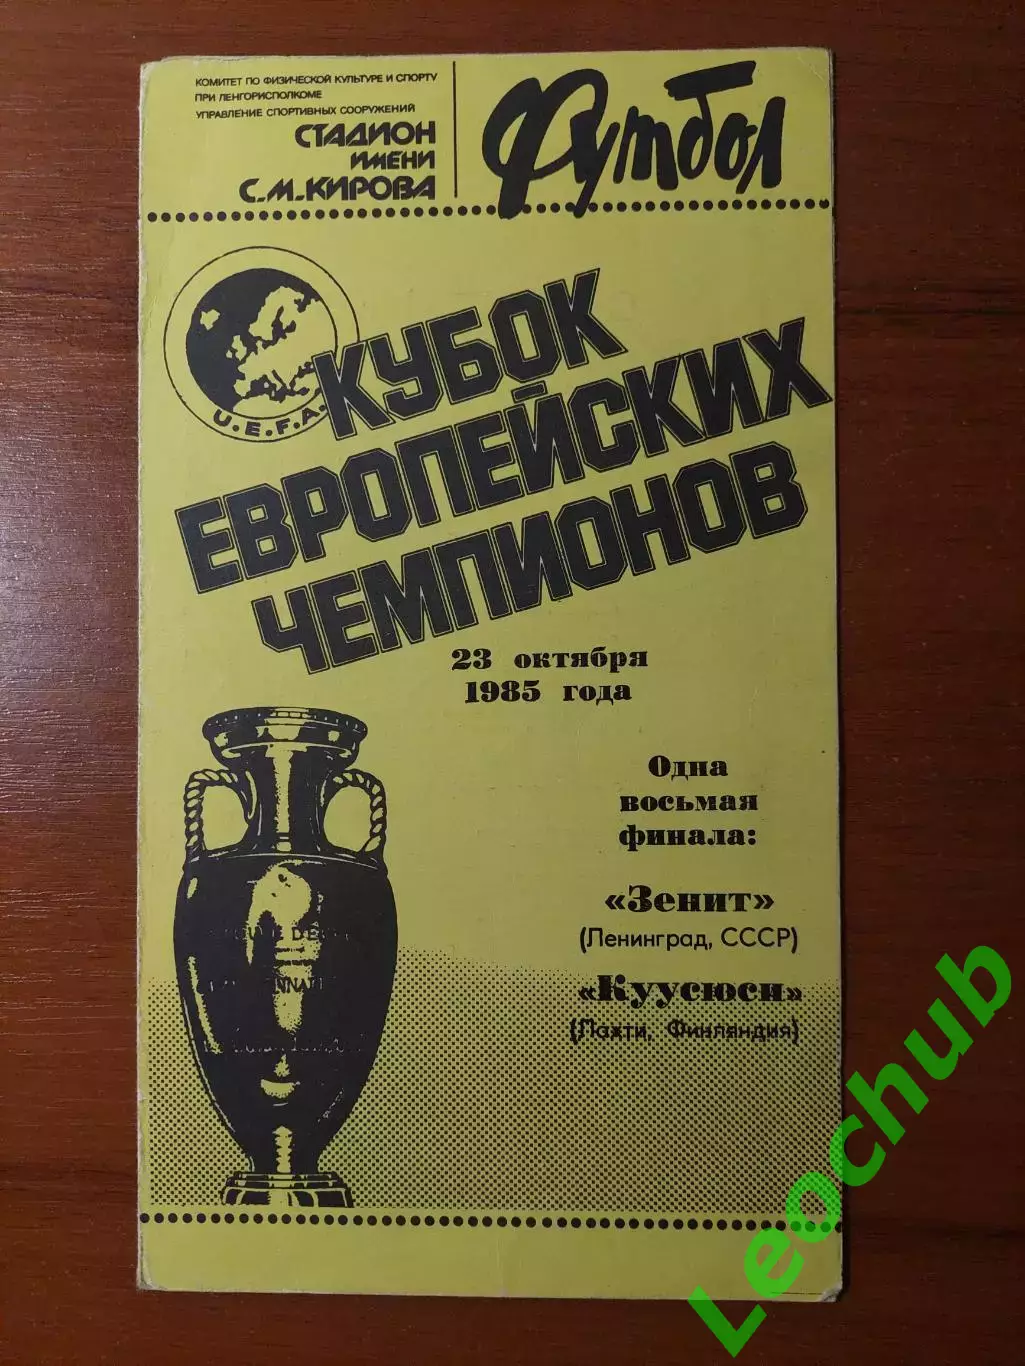 КОМИТЕТ ПО ФИЗИЧЕСКОЙ КУЛЬТУРЕ И СПОРТУ
ПРИ ЛЕНГОРИСПОЛКОМЕ
УПРАВЛЕНИЕ СПОРТИВНЫХ СООРУЖЕНИЙ
СТАДИОН
ИМЕНИ
С.М.КИРОВА
Футбол
U.E.F.A.
КУБОК
ЕВРОПЕЙСКИХ
ЧЕМПИОНОВ
23 октября
1985 года
Одна
восьмая
финала:
«Зенит»
(Ленинград, СССР)
«Куусюси»
(Лахти, Финляндия)
Leochub